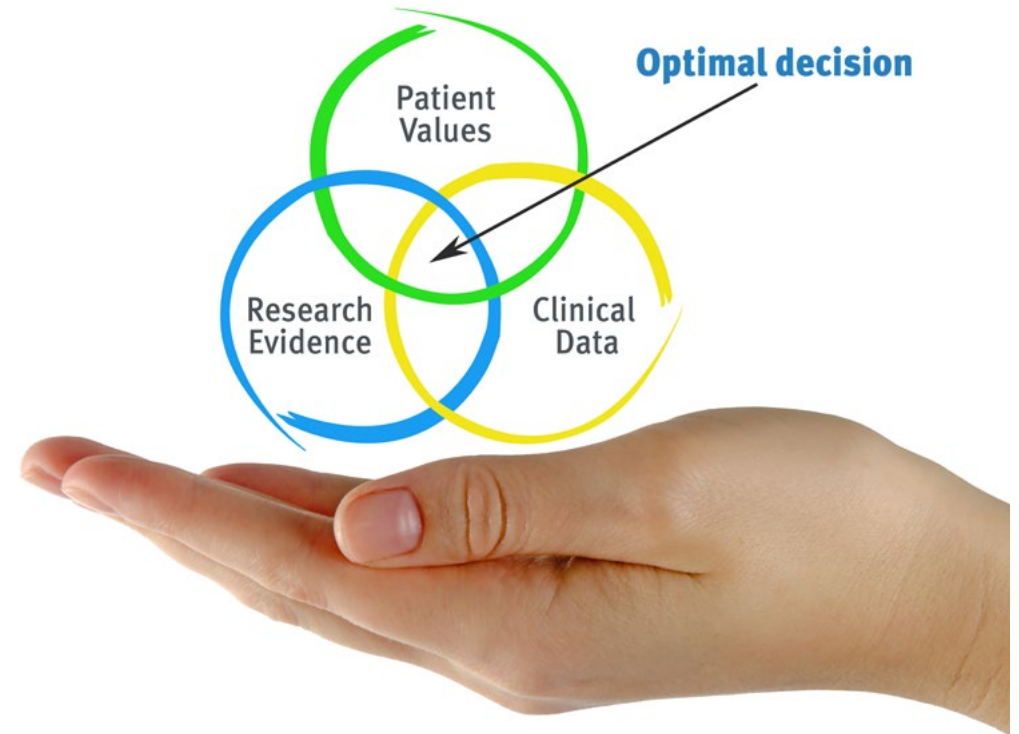 Optimal decision
Patient
Values
Research
Evidence
Clinical
Data